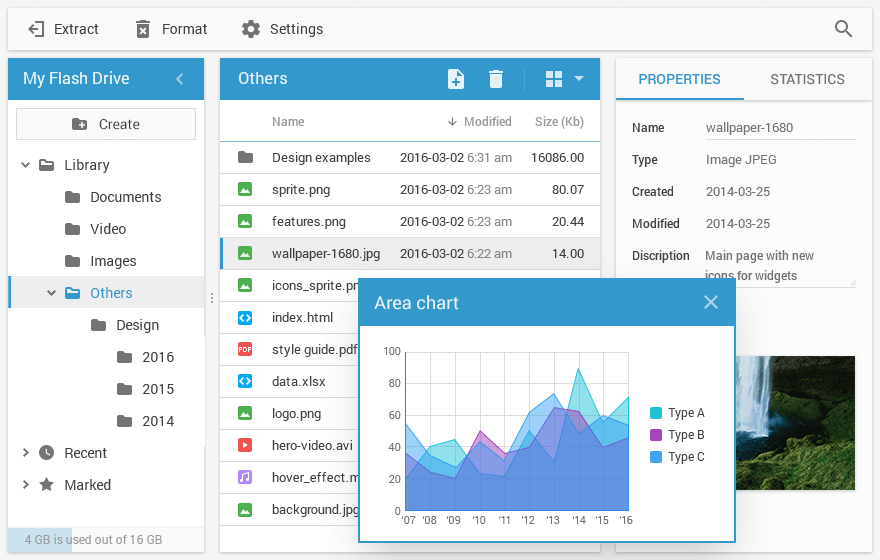 Extract Format Settings
My Flash Drive
Create
Library
Documents
Video
Images
Others
Design
2016
2015
2014
Recent
Marked
4 GB is used out of 16 GB
Others
Name Modified Size (Kb)
Design examples 2016-03-02 6:31 am 16086.00
sprite.png 2016-03-02 6:23 am 80.07
features.png 2016-03-02 6:23 am 20.44
wallpaper-1680.jpg 2016-03-02 6:22 am 14.00
icons_sprite.pn
index.html
PDF style guide.pdf
data.xlsx
logo.png
hero-video.avi
hover_effect.m
background.jpg
PROPERTIES STATISTICS
Name wallpaper-1680
Type Image JPEG
Created 2014-03-25
Modified 2014-03-25
Discription Main page with new
icons for widgets
Area chart
100
80
60
40
20
0
'07 '08 '09 '10 '11 '12 '13 '14 '15 '16
Type A
Type B
Type C